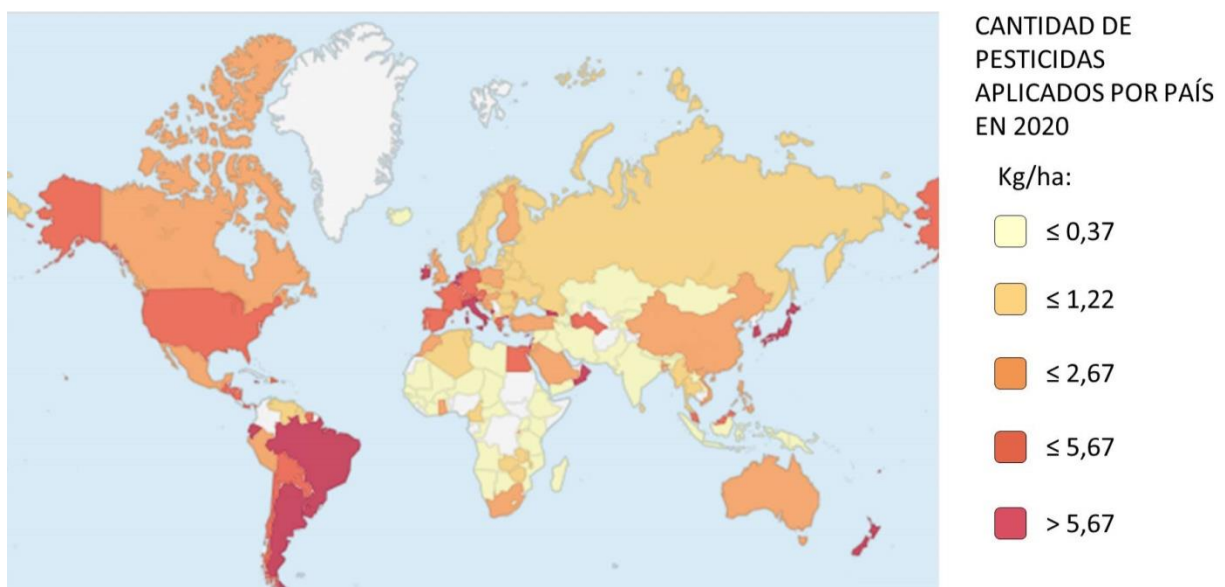 CANTIDAD DE
PESTICIDAS
APLICADOS POR PAÍS
EN 2020
Kg/ha:
≤ 0,37
≤ 1,22
≤ 2,67
≤ 5,67
> 5,67